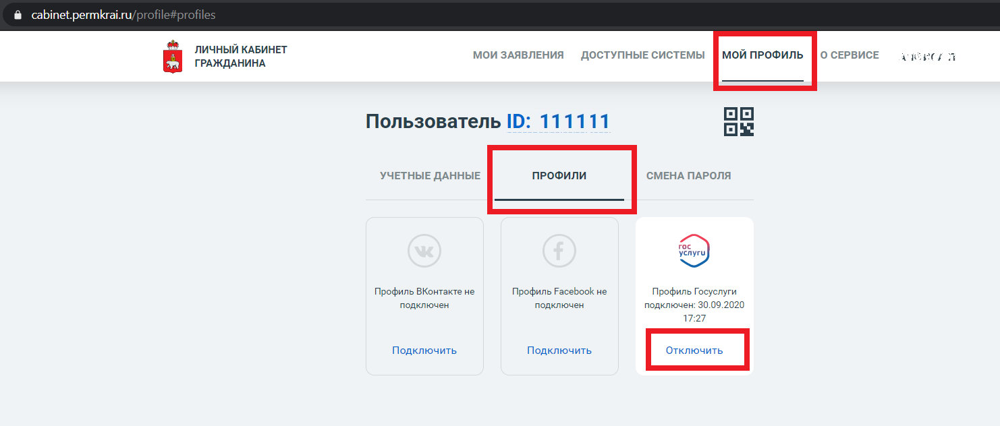 cabinet.permkrai.ru/profile#profiles
ЛИЧНЫЙ КАБИНЕТ
ГРАЖДАНИНА
МОИ ЗАЯВЛЕНИЯ ДОСТУПНЫЕ СИСТЕМЫ МОЙ ПРОФИЛЬ О СЕРВИСЕ
Пользователь ID: 111111
УЧЕТНЫЕ ДАННЫЕ ПРОФИЛИ СМЕНА ПАРОЛЯ
гос
услуги
Профиль ВКонтакте не
подключен
Подключить
Профиль Facebook не
подключен
Подключить
Профиль Госуслуги
подключен: 30.09.2020
17:27
Отключить